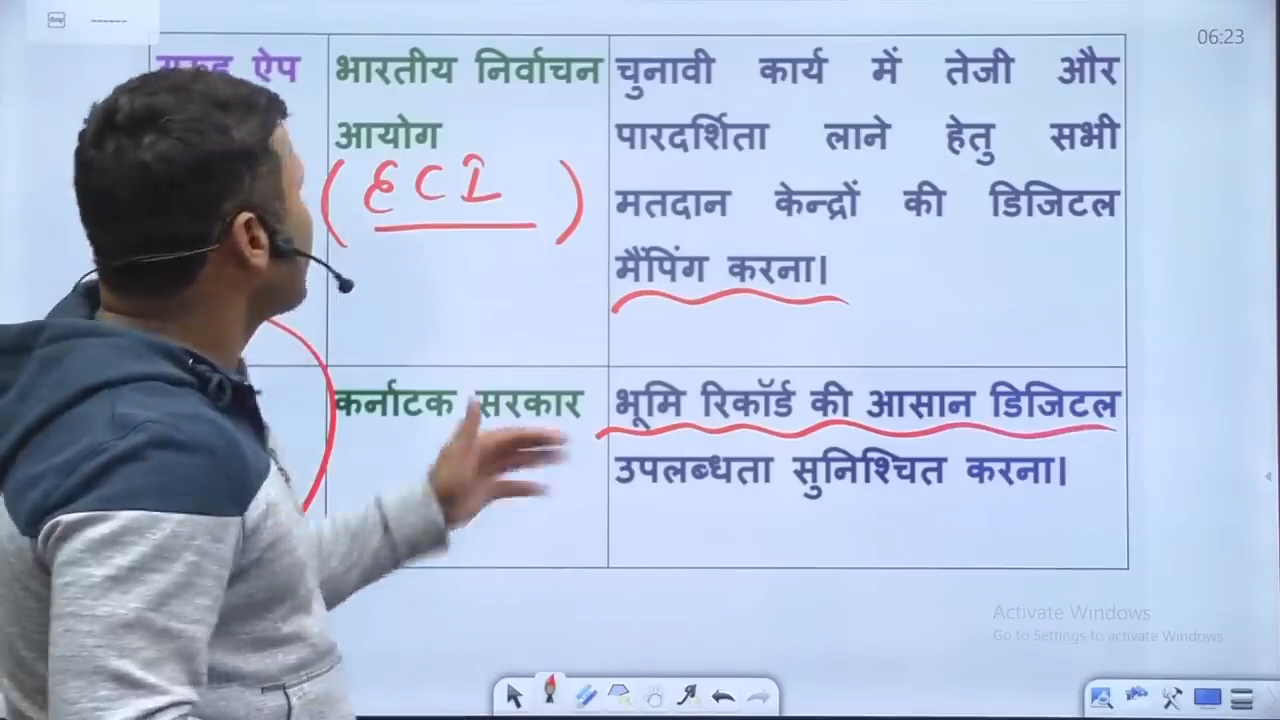 06:23
ऐप
भारतीय निर्वाचन
आयोग
(ECI)
चुनावी कार्य में तेजी और
पारदर्शिता लाने हेतु सभी
मतदान केन्द्रों की डिजिटल
मैंपिंग करना।
कर्नाटक सरकार
भूमि रिकॉर्ड की आसान डिजिटल
उपलब्धता सुनिश्चित करना।
Activate Windows
Go to Settings to activate Windows